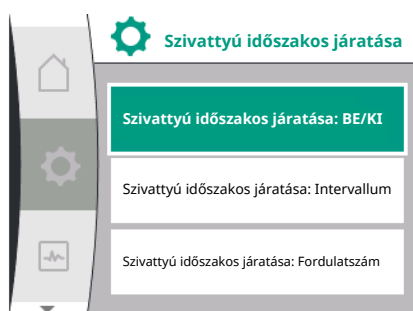 Szivattyú időszakos járatása
Szivattyú időszakos járatása: BE/KI
Szivattyú időszakos járatása: Intervallum
Szivattyú időszakos járatása: Fordulatszám